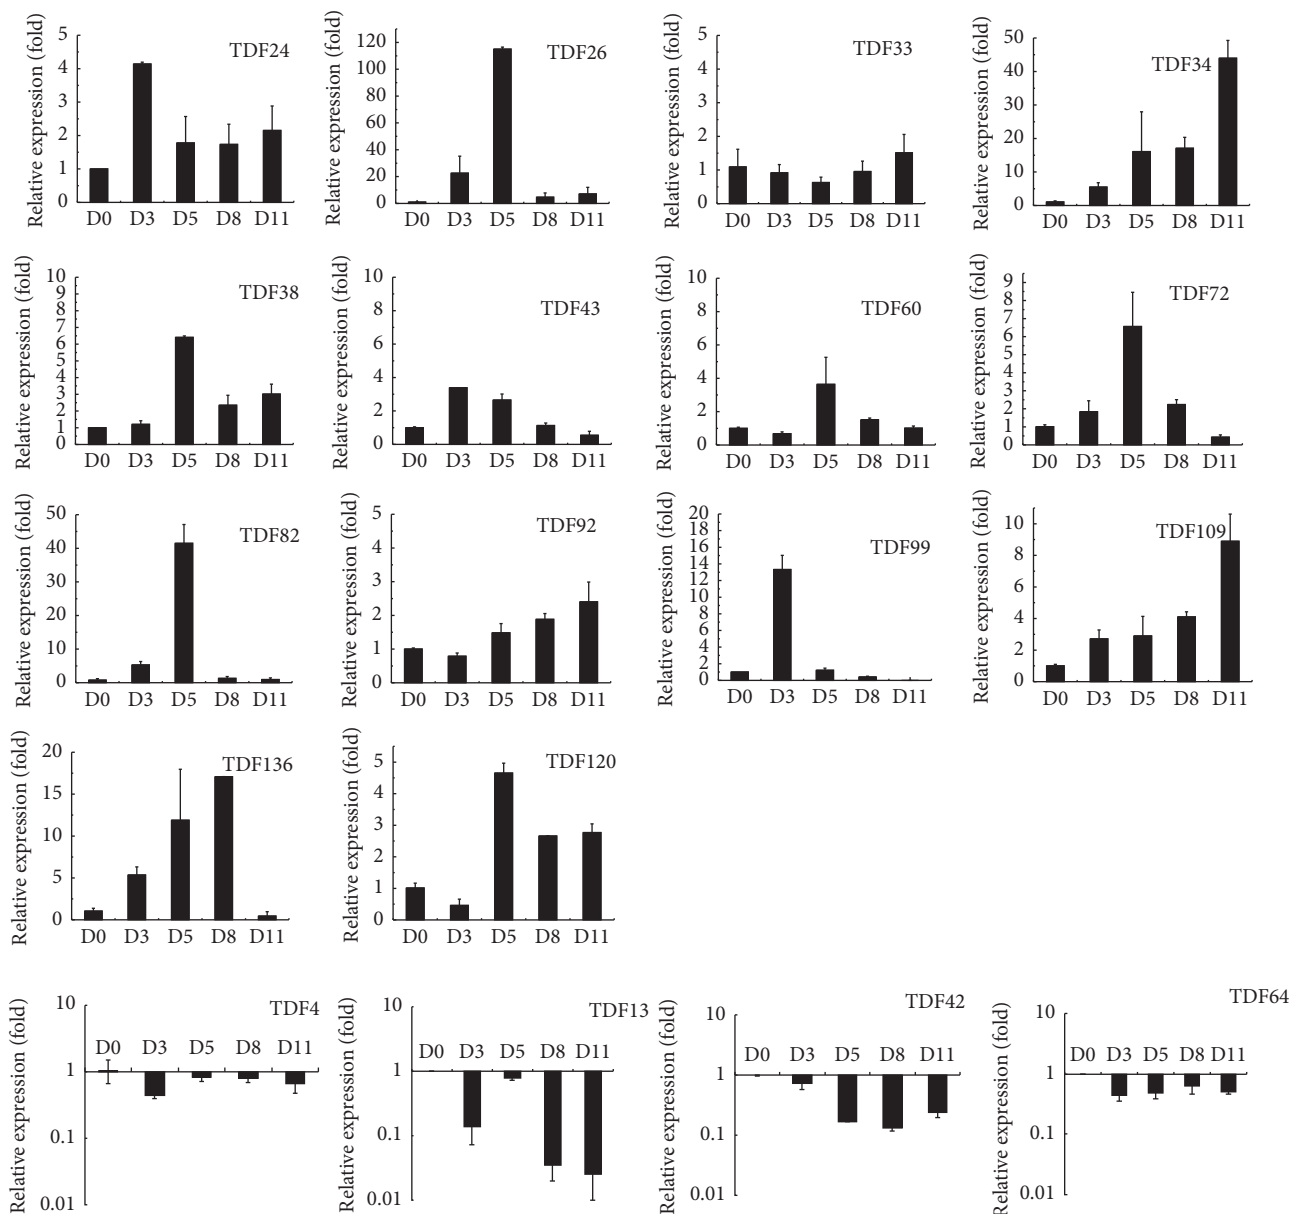 TDF24
Relative expression (fold)
5
4
3
2
1
0
D0 D3 D5 D8 D11
TDF26
Relative expression (fold)
120
100
80
60
40
20
0
D0 D3 D5 D8 D11
TDF33
Relative expression (fold)
5
4
3
2
1
0
D0 D3 D5 D8 D11
TDF34
Relative expression (fold)
50
40
30
20
10
0
D0 D3 D5 D8 D11
TDF38
Relative expression (fold)
10
9
8
7
6
5
4
3
2
1
0
D0 D3 D5 D8 D11
TDF43
Relative expression (fold)
10
8
6
4
2
0
D0 D3 D5 D8 D11
TDF60
Relative expression (fold)
10
8
6
4
2
0
D0 D3 D5 D8 D11
TDF72
Relative expression (fold)
9
8
7
6
5
4
3
2
1
0
D0 D3 D5 D8 D11
TDF82
Relative expression (fold)
50
40
30
20
10
0
D0 D3 D5 D8 D11
TDF92
Relative expression (fold)
5
4
3
2
1
0
D0 D3 D5 D8 D11
TDF99
Relative expression (fold)
20
18
16
14
12
10
8
6
4
2
0
D0 D3 D5 D8 D11
TDF109
Relative expression (fold)
10
8
6
4
2
0
D0 D3 D5 D8 D11
TDF136
Relative expression (fold)
20
15
10
5
0
D0 D3 D5 D8 D11
TDF120
Relative expression (fold)
5
4
3
2
1
0
D0 D3 D5 D8 D11
TDF4
Relative expression (fold)
10
D0 D3 D5 D8 D11
1
0.1
0.01
TDF13
Relative expression (fold)
10
D0 D3 D5 D8 D11
1
0.1
0.01
TDF42
Relative expression (fold)
10
D0 D3 D5 D8 D11
1
0.1
0.01
TDF64
Relative expression (fold)
10
D0 D3 D5 D8 D11
1
0.1
0.01